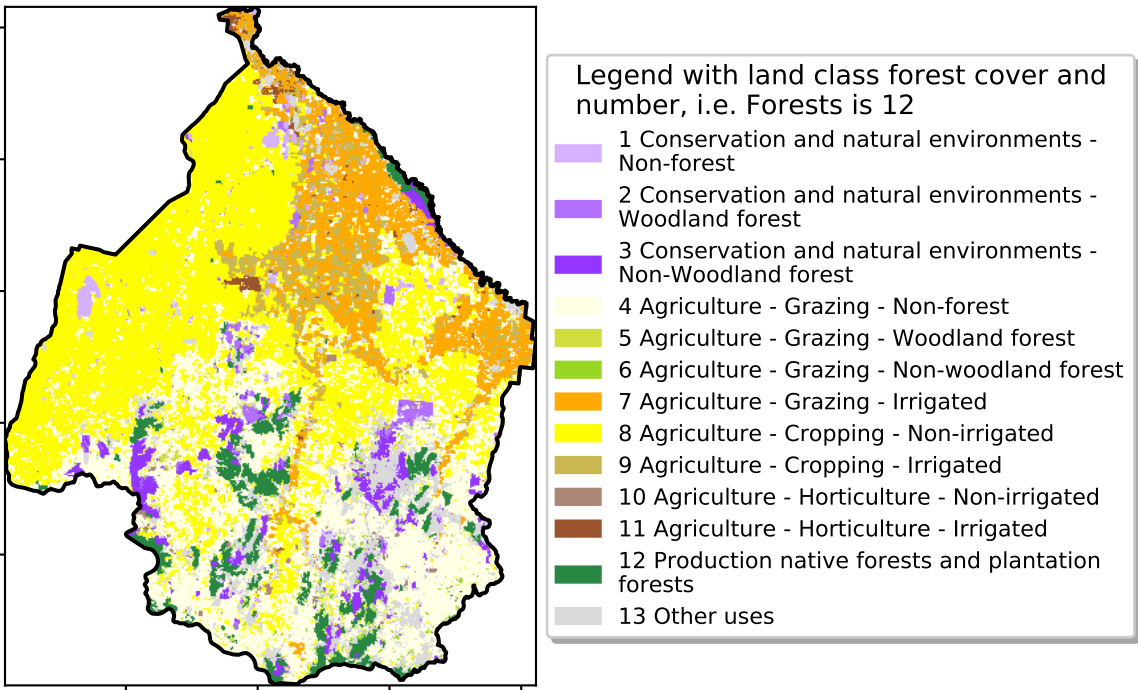 Legend with land class forest cover and
number, i.e. Forests is 12
1 Conservation and natural environments -
Non-forest
2 Conservation and natural environments -
Woodland forest
3 Conservation and natural environments -
Non-Woodland forest
4 Agriculture - Grazing - Non-forest
5 Agriculture - Grazing - Woodland forest
6 Agriculture - Grazing - Non-woodland forest
7 Agriculture - Grazing - Irrigated
8 Agriculture - Cropping - Non-irrigated
9 Agriculture - Cropping - Irrigated
10 Agriculture - Horticulture - Non-irrigated
11 Agriculture - Horticulture - Irrigated
12 Production native forests and plantation
forests
13 Other uses